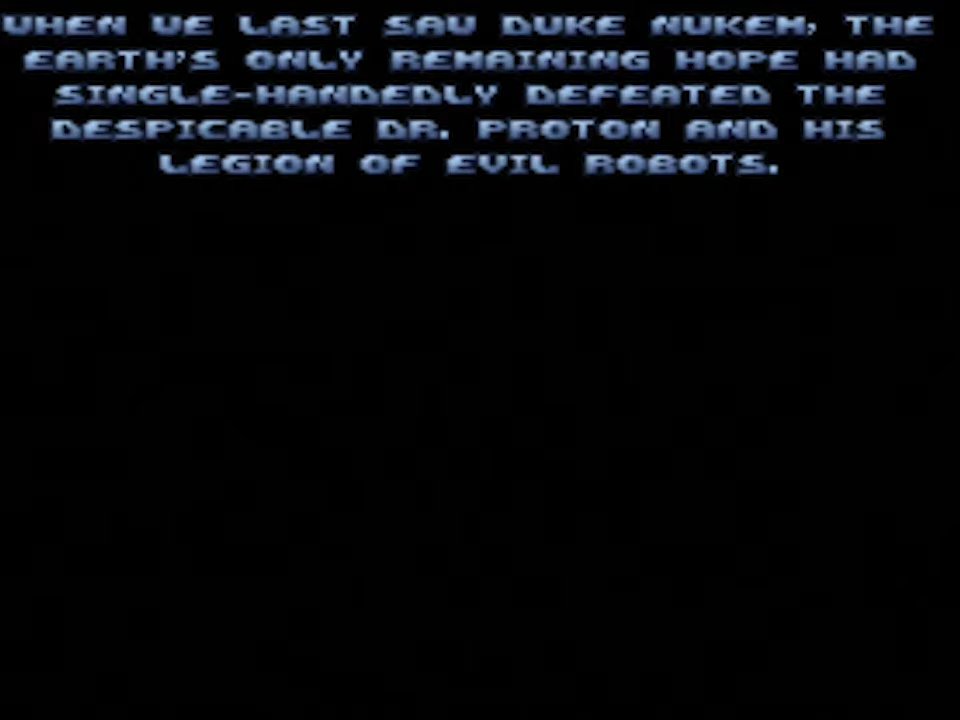 WHEN WE LAST SAW DUKE NUKEM, THE
EARTH'S ONLY REMAINING HOPE HAD
SINGLE-HANDEDLY DEFEATED THE
DESPICABLE DR. PROTON AND HIS
LEGION OF EVIL ROBOTS.